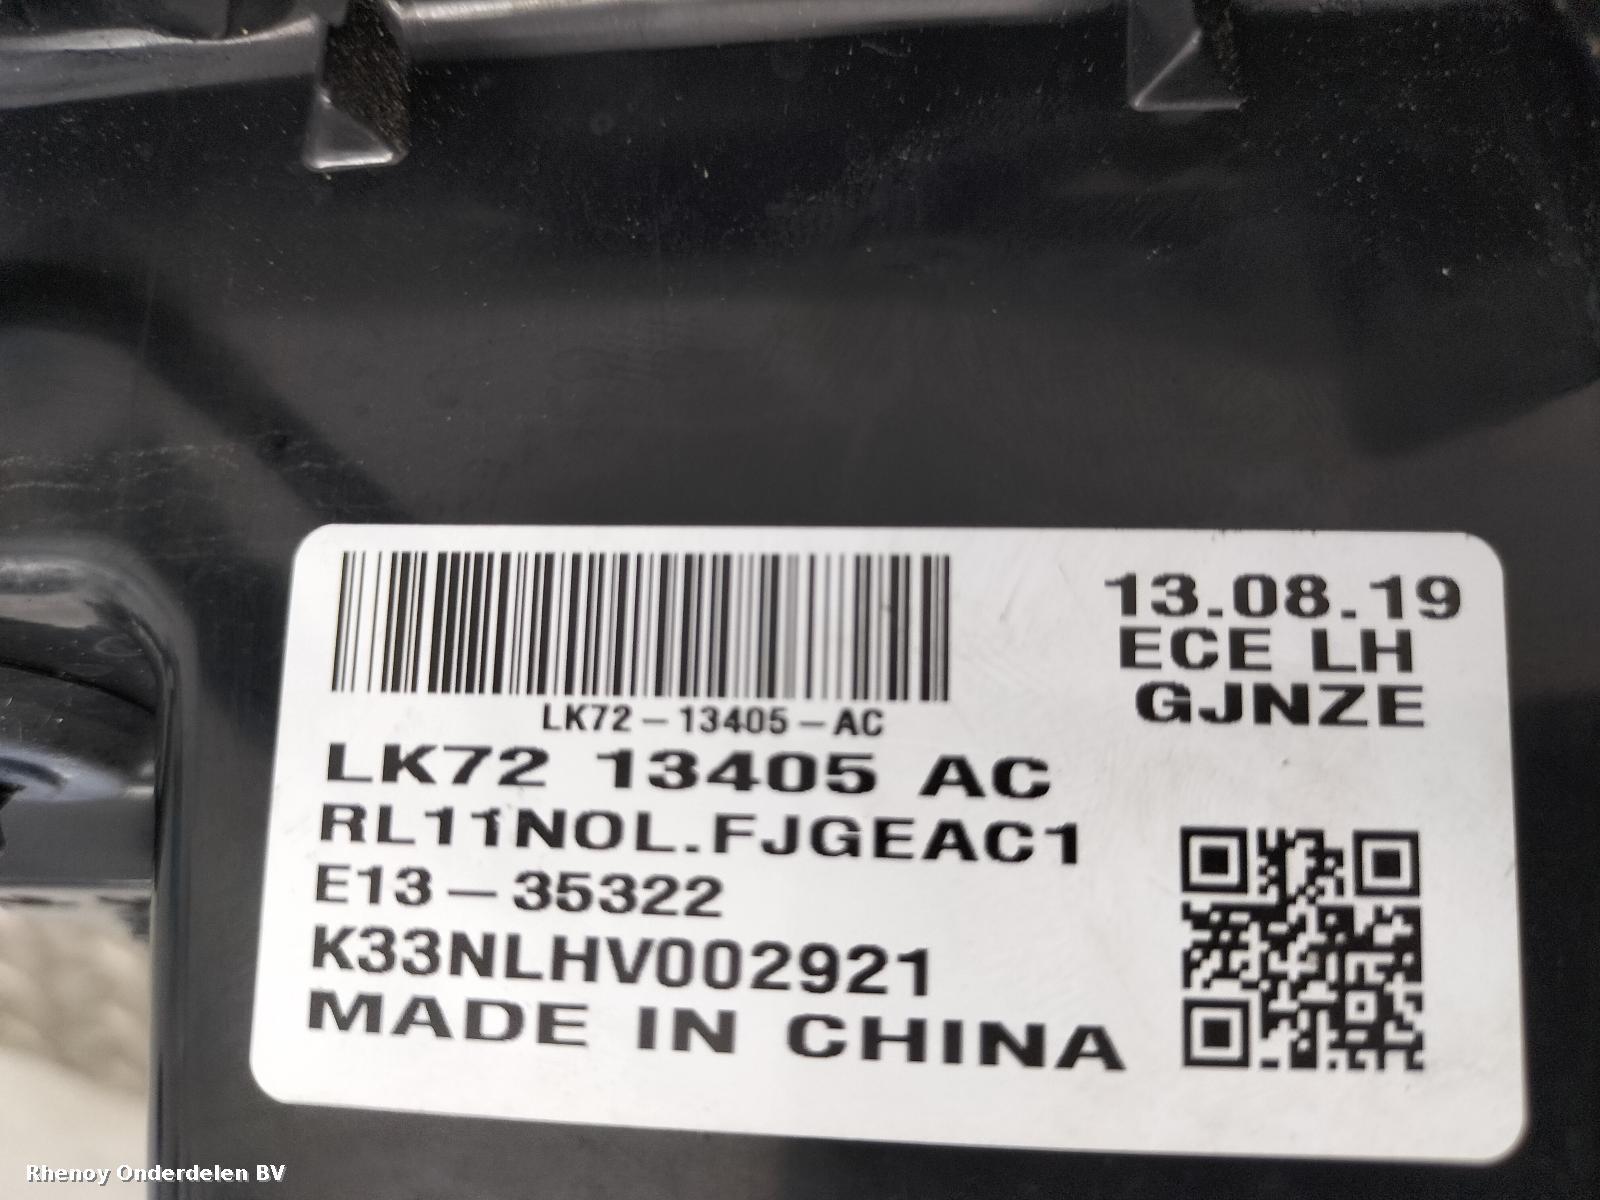 LK72-13405-AC
LK72 13405 AC
RL11NOL.FJGEAC1
E13-35322
K33NLHV002921
MADE IN CHINA
13.08.19
ECE LH
GJNZE
Rhenoy Onderdelen BV